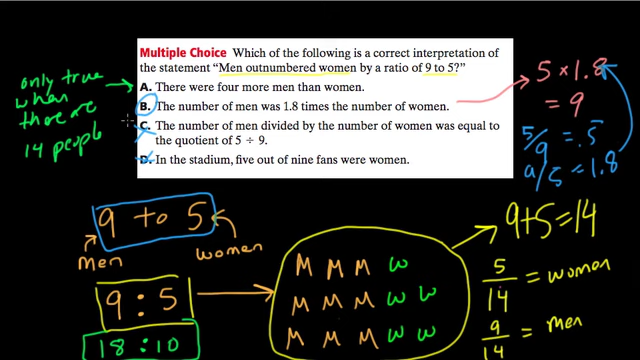 Multiple Choice Which of the following is a correct interpretation of
the statement "Men outnumbered women by a ratio of 9 to 5?"
A. There were four more men than women.
B. The number of men was 1.8 times the number of women.
C. The number of men divided by the number of women was equal to
the quotient of 5 ÷ 9.
D. In the stadium, five out of nine fans were women.
only true
when
there are
14 people
5 × 1.8
= 9
5/9 = .5
9/5 = 1.8
9 to 5
men
women
9 : 5
18 : 10
M M M W
M M M W W
M M M W W
9+5=14
5/14 = women
9/14 = men